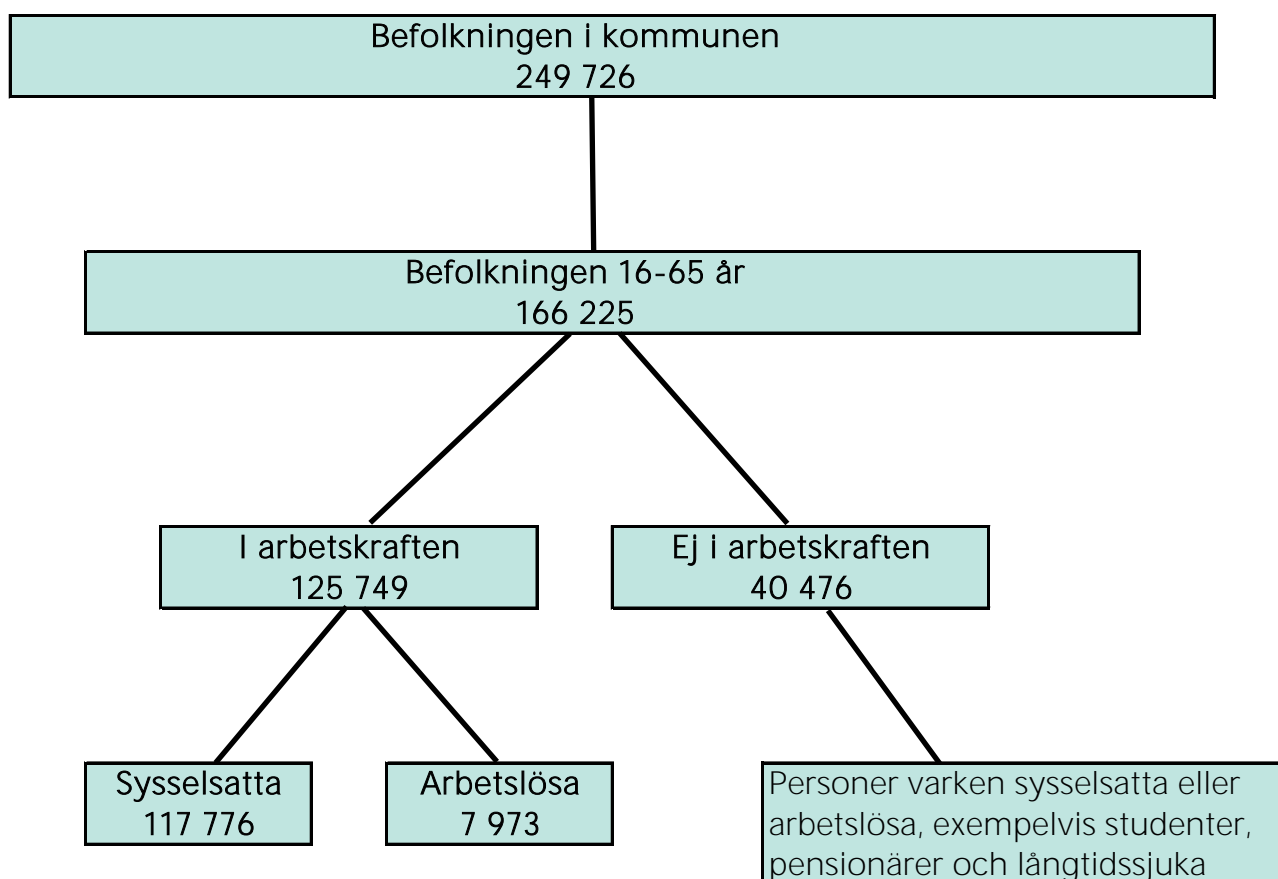 Befolkningen i kommunen
249 726
Befolkningen 16-65 år
166 225
I arbetskraften
125 749
Ej i arbetskraften
40 476
Sysselsatta
117 776
Arbetslösa
7 973
Personer varken sysselsatta eller
arbetslösa, exempelvis studenter,
pensionärer och långtidssjuka